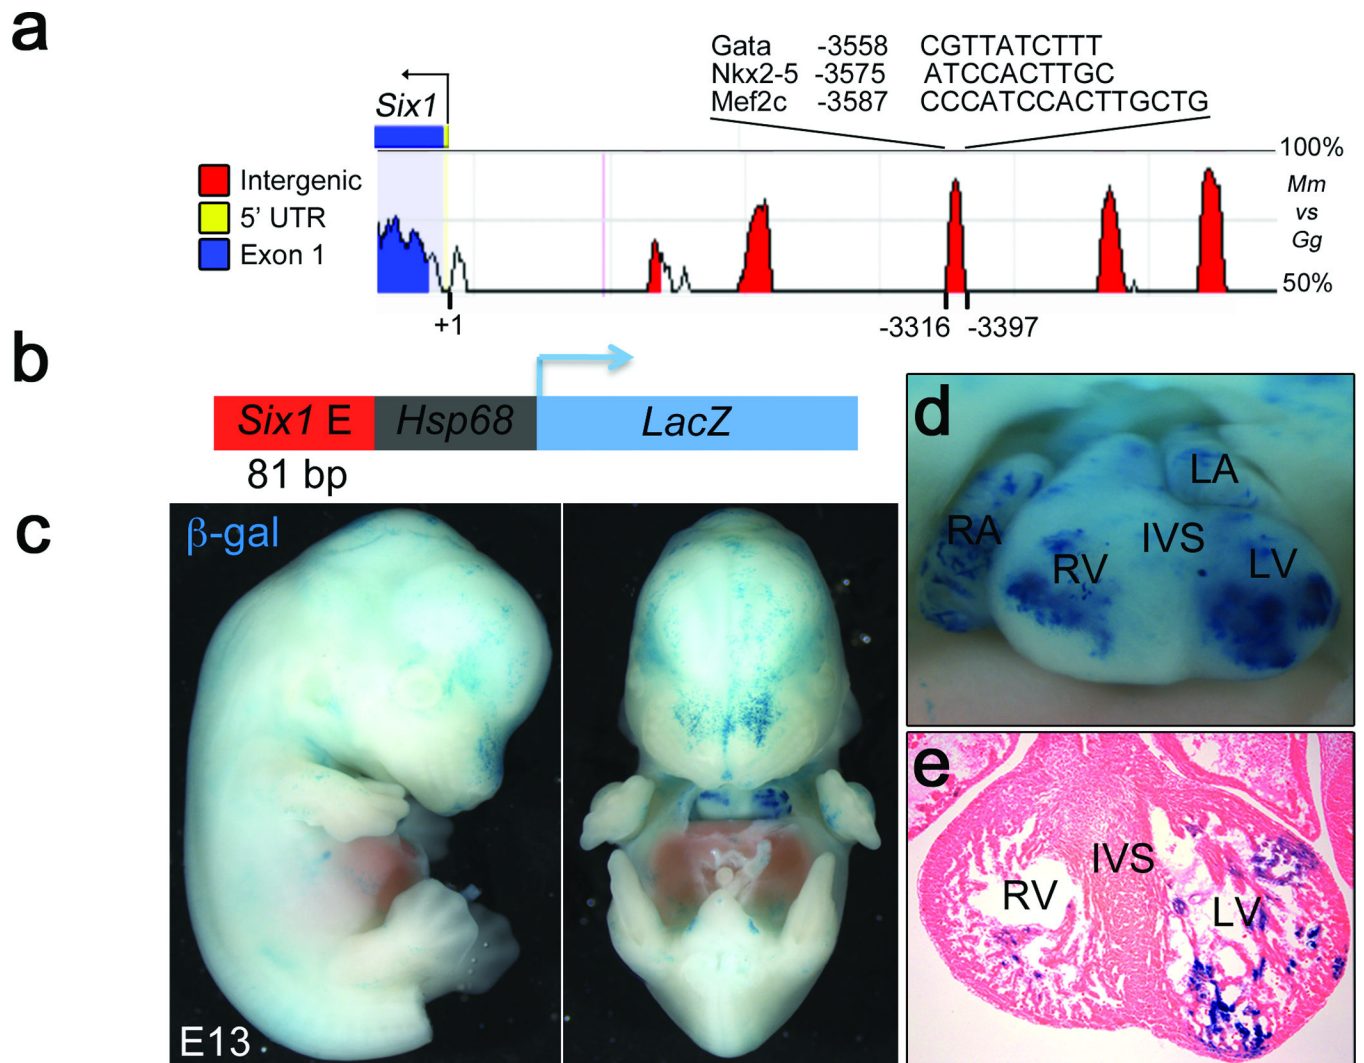 a
Gata -3558 CGTTATCTTT
Nkx2-5 -3575 ATCCACTTGC
Mef2c -3587 CCCATCCACTTGCTG
Six1
Intergenic
5’ UTR
Exon 1
100%
Mm
vs
Gg
50%
+1
-3316 -3397
b
Six1 E Hsp68 LacZ
81 bp
c
β-gal
E13
d
LA
RA
IVS
RV
LV
e
IVS
RV
LV